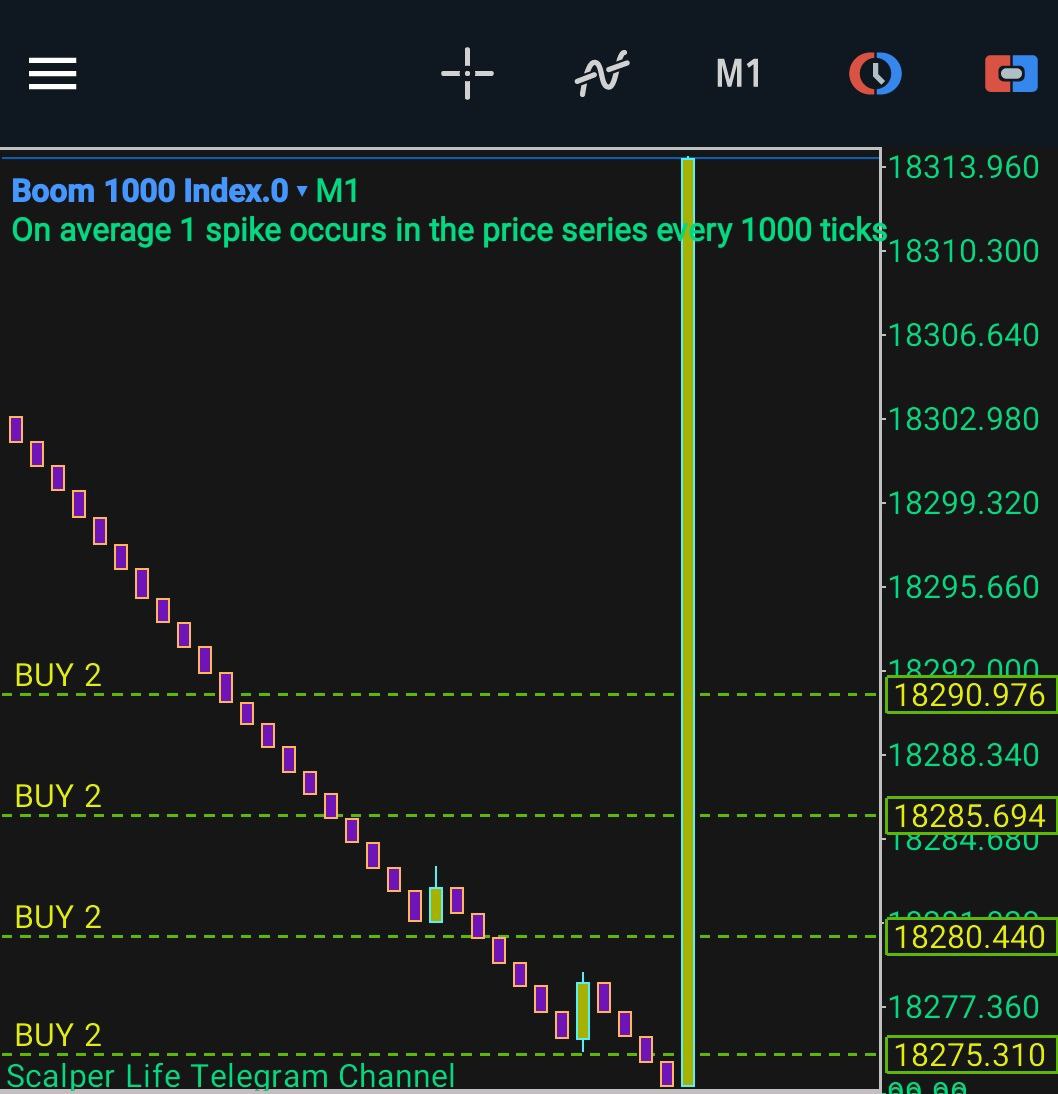 M1
Boom 1000 Index.0 ▾ M1
On average 1 spike occurs in the price series every 1000 ticks
18313.960
18310.300
18306.640
18302.980
18299.320
18295.660
18292.000
BUY 2
18290.976
18288.340
BUY 2
18285.694
18284.680
BUY 2
18280.440
18277.360
BUY 2
18275.310
Scalper Life Telegram Channel